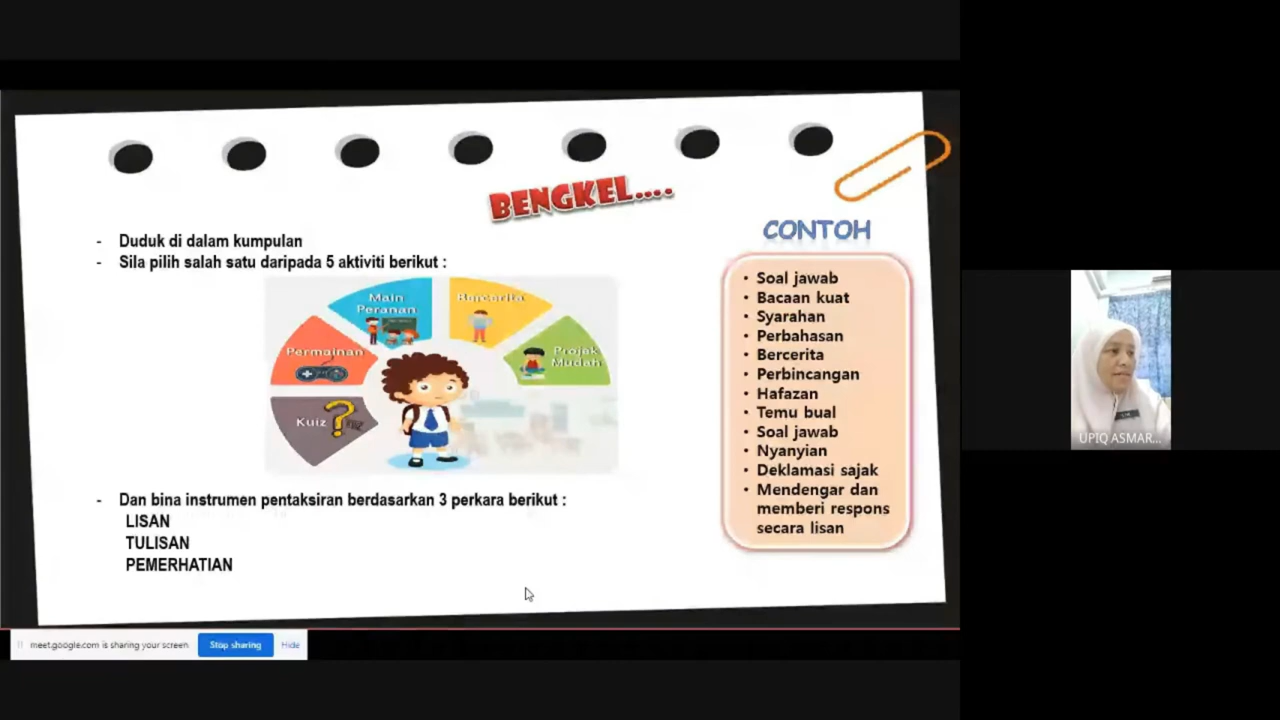 BENGKEL....
- Duduk di dalam kumpulan
- Sila pilih salah satu daripada 5 aktiviti berikut :
Main
Peranan
Bercerita
Permainan
Projek
Mudah
Kuiz
- Dan bina instrumen pentaksiran berdasarkan 3 perkara berikut :
LISAN
TULISAN
PEMERHATIAN
CONTOH
• Soal jawab
• Bacaan kuat
• Syarahan
• Perbahasan
• Bercerita
• Perbincangan
• Hafazan
• Temu bual
• Soal jawab
• Nyanyian
• Deklamasi sajak
• Mendengar dan
memberi respons
secara lisan
UPIQ ASMAR...
meet.google.com is sharing your screen.
Stop sharing
Hide